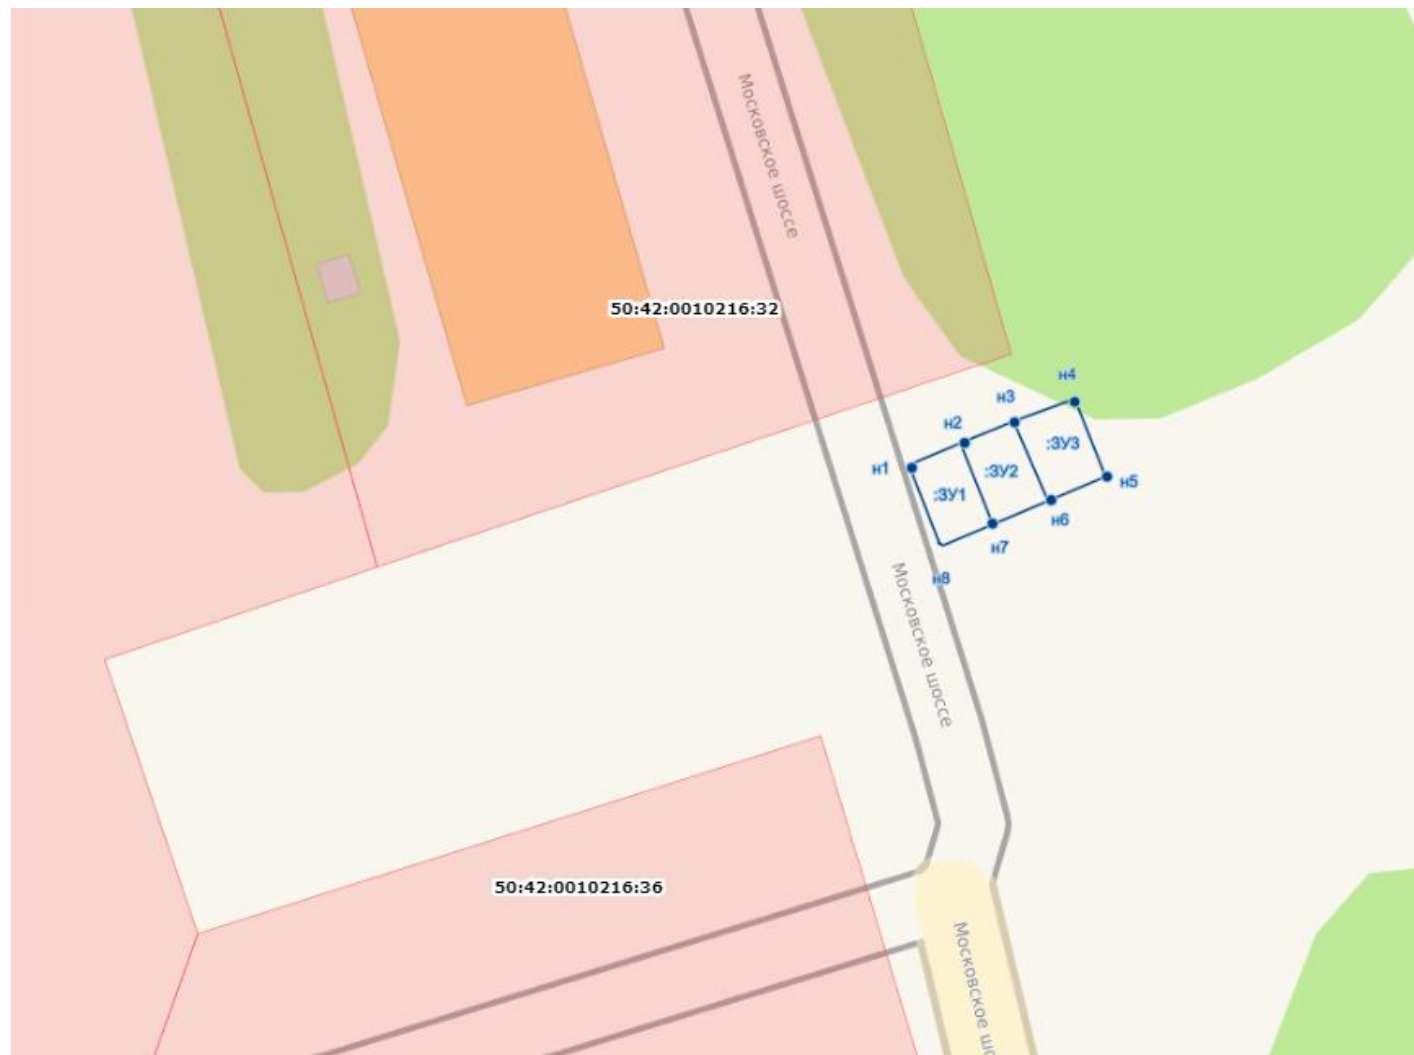 Московское шоссе
50:42:0010216:32
н4
н3
н2
н1
:ЗУ3
:ЗУ2
:ЗУ1
н5
н6
н7
н8
Московское шоссе
50:42:0010216:36
Московское шо